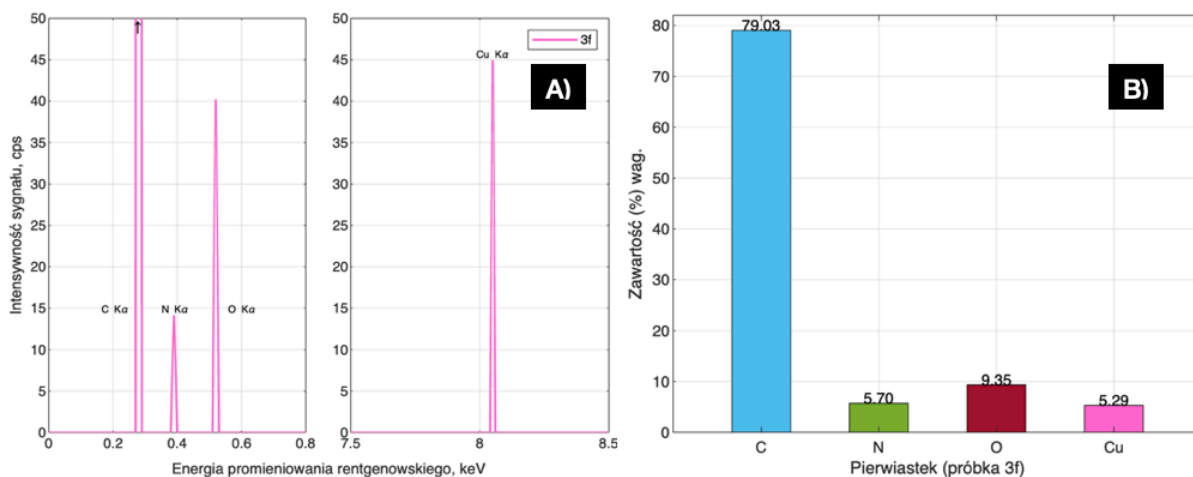 50
45
40
35
30
25
20
15
10
5
0
Intensywność sygnału, cps
↑
C Kα
N Kα
O Kα
0
0.2
0.4
0.6
0.8
50
45
40
35
30
25
20
15
10
5
0
Cu Kα
3f
A)
7.5
8
8.5
Energia promieniowania rentgenowskiego, keV
80
70
60
50
40
30
20
10
0
Zawartość (%) wag.
79.03
5.70
9.35
5.29
B)
C
N
O
Cu
Pierwiastek (próbka 3f)